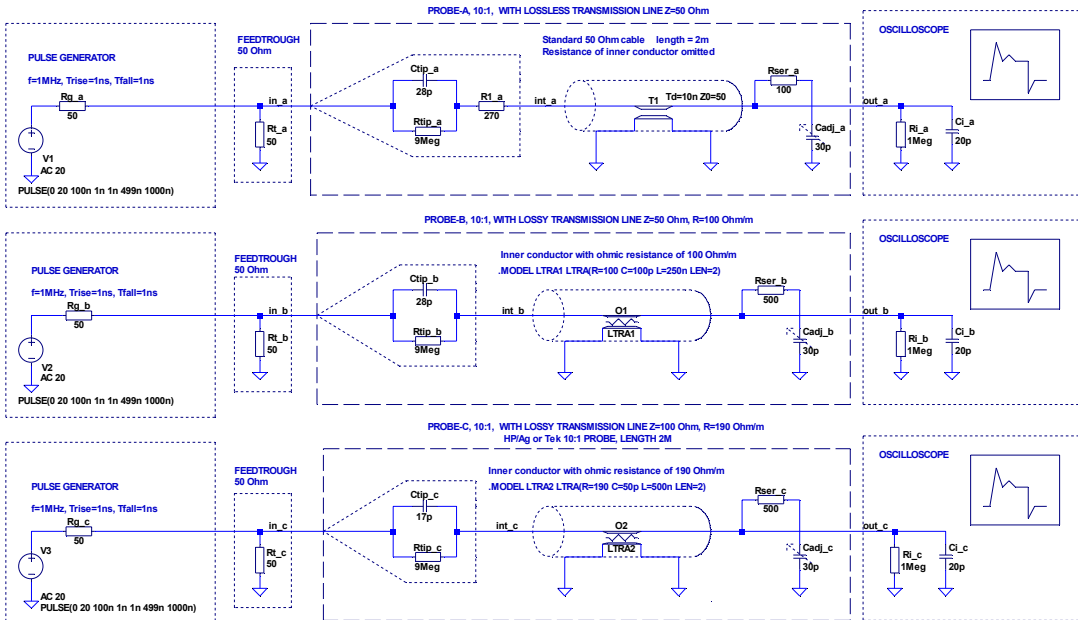 PROBE-A, 10:1, WITH LOSSLESS TRANSMISSION LINE Z=50 Ohm
PULSE GENERATOR
f=1MHz, Trise=1ns, Tfall=1ns
Rg_a
50
V1
AC 20
PULSE(0 20 100n 1n 1n 499n 1000n)
FEEDTROUGH
50 Ohm
in_a
Rt_a
50
Ctip_a
28p
Rtip_a
9Meg
R1_a
270
int_a
Standard 50 Ohm cable length = 2m
Resistance of inner conductor omitted
T1
Td=10n Z0=50
Rser_a
100
Cadj_a
30p
OSCILLOSCOPE
out_a
Ri_a
1Meg
Ci_a
20p
PROBE-B, 10:1, WITH LOSSY TRANSMISSION LINE Z=50 Ohm, R=100 Ohm/m
PULSE GENERATOR
f=1MHz, Trise=1ns, Tfall=1ns
Rg_b
50
V2
AC 20
PULSE(0 20 100n 1n 1n 499n 1000n)
FEEDTROUGH
50 Ohm
in_b
Rt_b
50
Ctip_b
28p
Rtip_b
9Meg
int_b
Inner conductor with ohmic resistance of 100 Ohm/m
.MODEL LTRA1 LTRA(R=100 C=100p L=250n LEN=2)
O1
LTRA1
Rser_b
500
Cadj_b
30p
OSCILLOSCOPE
out_b
Ri_b
1Meg
Ci_b
20p
PROBE-C, 10:1, WITH LOSSY TRANSMISSION LINE Z=100 Ohm, R=190 Ohm/m
HP/Ag or Tek 10:1 PROBE, LENGTH 2M
PULSE GENERATOR
f=1MHz, Trise=1ns, Tfall=1ns
Rg_c
50
V3
AC 20
PULSE(0 20 100n 1n 1n 499n 1000n)
FEEDTROUGH
50 Ohm
in_c
Rt_c
50
Ctip_c
17p
Rtip_c
9Meg
int_c
Inner conductor with ohmic resistance of 190 Ohm/m
.MODEL LTRA2 LTRA(R=190 C=50p L=500n LEN=2)
O2
LTRA2
Rser_c
500
Cadj_c
30p
OSCILLOSCOPE
out_c
Ri_c
1Meg
Ci_c
20p